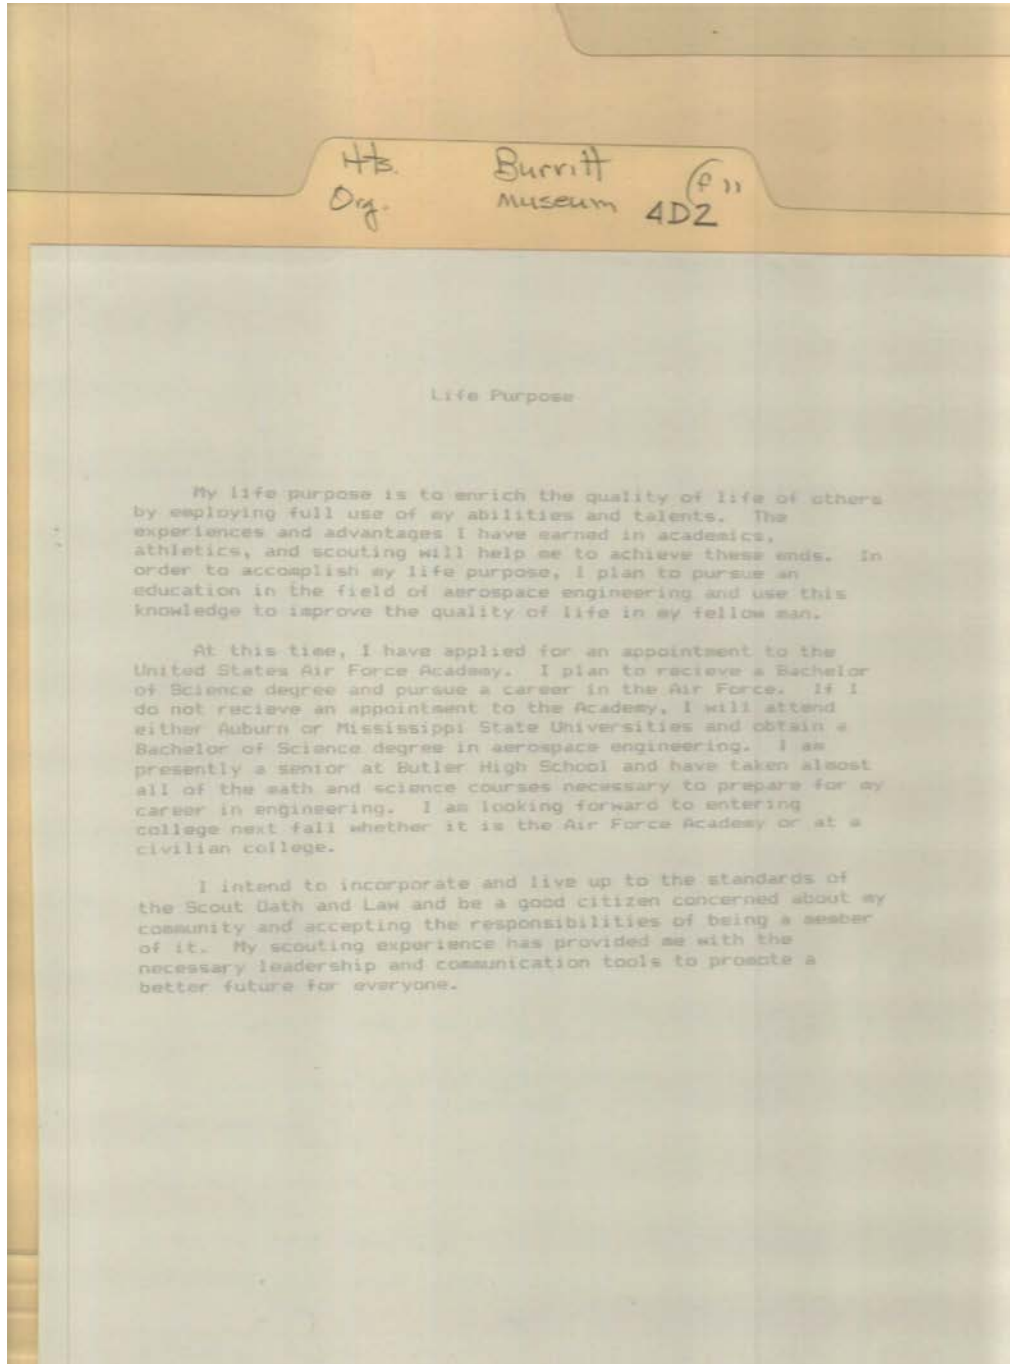 Hts. Burritt
Org. Museum 4D2
Life Purpose
My life purpose is to enrich the quality of life of others
by employing full use of my abilities and talents. The
experiences and advantages I have earned in academics,
athletics, and scouting will help me to achieve these ends. In
order to accomplish my life purpose, I plan to pursue an
education in the field of aerospace engineering and use this
knowledge to improve the quality of life in my fellow man.
At this time, I have applied for an appointment to the
United States Air Force Academy. I plan to recieve a Bachelor
of Science degree and pursue a career in the Air Force. If I
do not recieve an appointment to the Academy, I will attend
either Auburn or Mississippi State Universities and obtain a
Bachelor of Science degree in aerospace engineering. I am
presently a senior at Butler High School and have taken almost
all of the math and science courses necessary to prepare for my
career in engineering. I am looking forward to entering
college next fall whether it is the Air Force Academy or at a
civilian college.
I intend to incorporate and live up to the standards of
the Scout Oath and Law and be a good citizen concerned about my
community and accepting the responsibilities of being a member
of it. My scouting experience has provided me with the
necessary leadership and communication tools to promote a
better future for everyone.